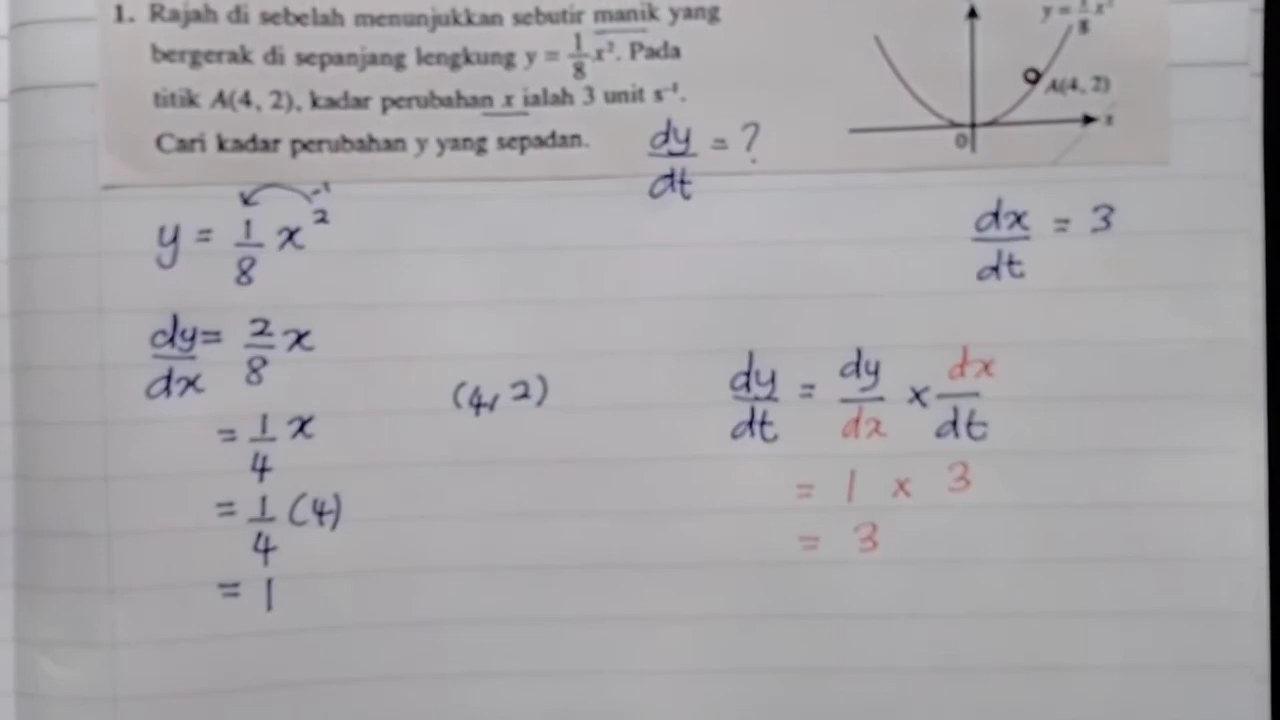 1. Rajah di sebelah menunjukkan sebutir manik yang
bergerak di sepanjang lengkung y = 1/8 x². Pada
titik A(4, 2), kadar perubahan x ialah 3 unit s⁻¹.
Cari kadar perubahan y yang sepadan.
y = 1/8 x²
A(4, 2)
x
0
dy/dt = ?
y = 1/8 x²
-1
dx/dt = 3
dy/dx = 2/8 x
= 1/4 x
= 1/4 (4)
= 1
(4, 2)
dy/dt = dy/dx × dx/dt
= 1 × 3
= 3